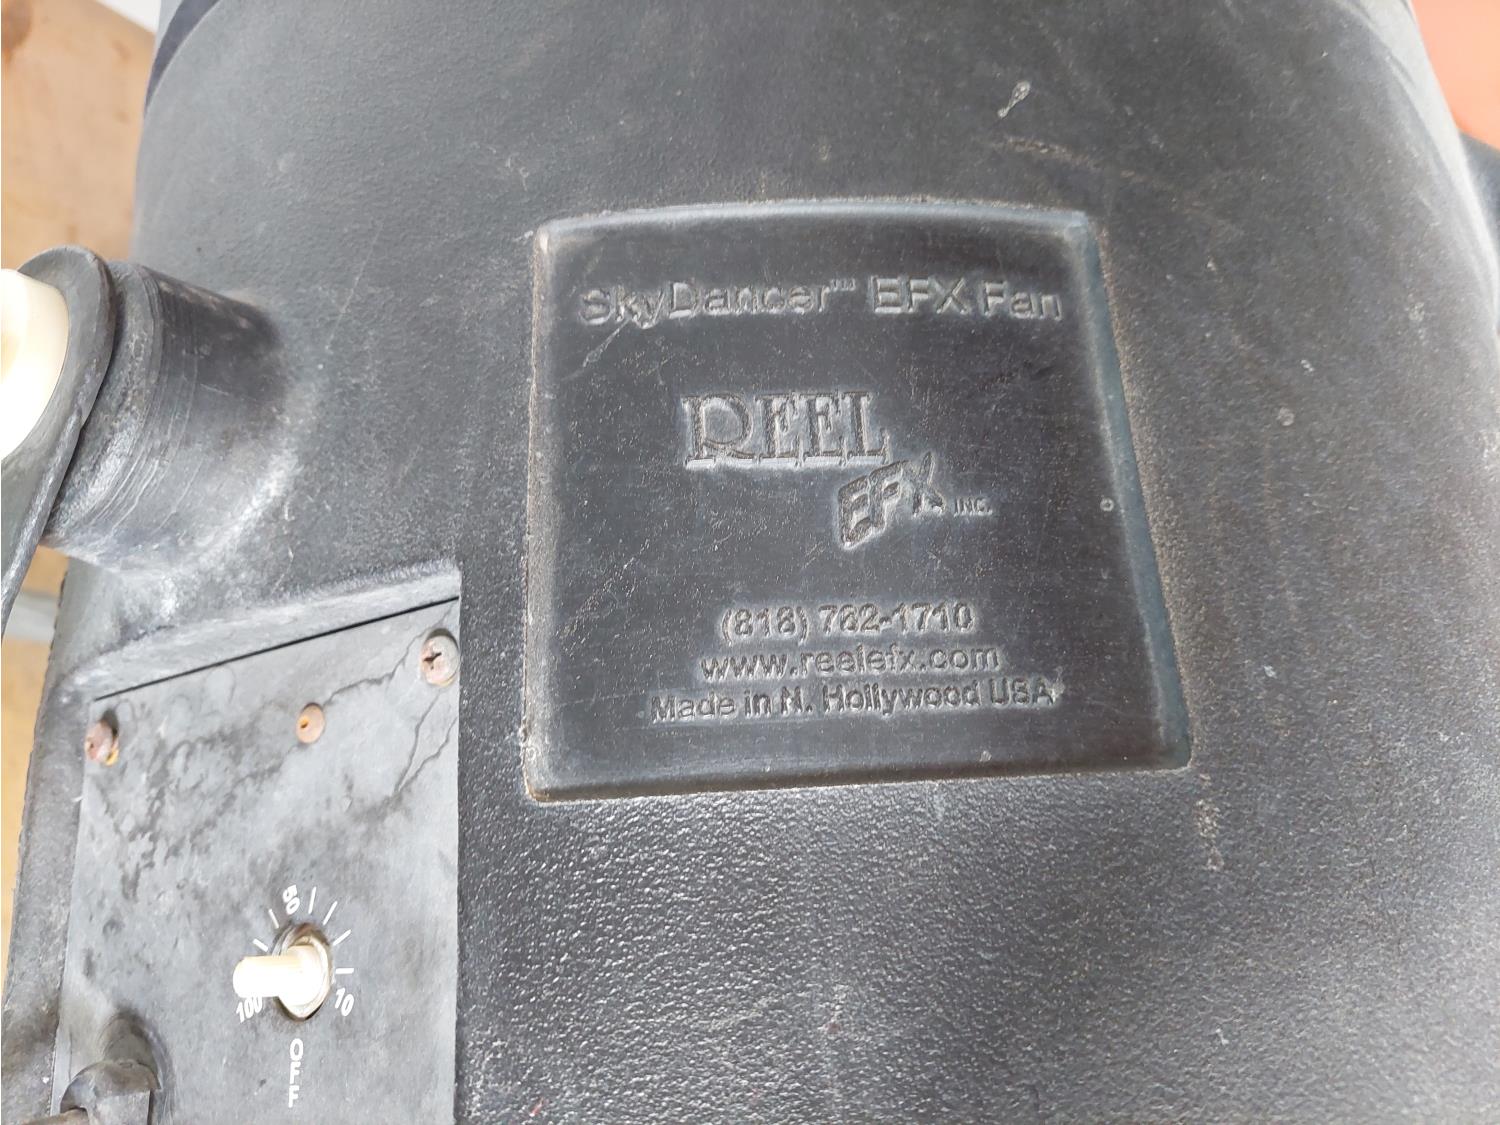 SkyDancer™ EFX Fan
REEL
EFX INC.
(818) 762-1710
www.reelefx.com
Made in N. Hollywood USA
50
100
10
OFF